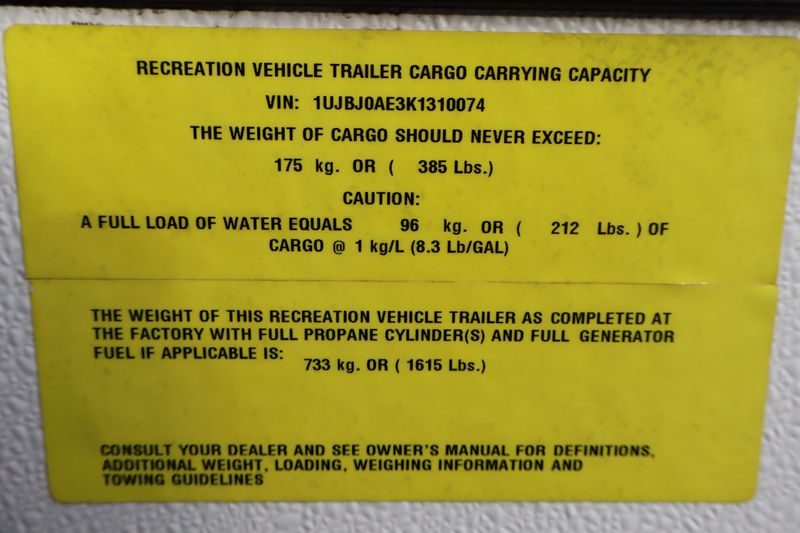 RECREATION VEHICLE TRAILER CARGO CARRYING CAPACITY
VIN: 1UJBJ0AE3K1310074
THE WEIGHT OF CARGO SHOULD NEVER EXCEED:
175 kg. OR ( 385 Lbs.)
CAUTION:
A FULL LOAD OF WATER EQUALS 96 kg. OR ( 212 Lbs. ) OF
CARGO @ 1 kg/L (8.3 Lb/GAL)
THE WEIGHT OF THIS RECREATION VEHICLE TRAILER AS COMPLETED AT
THE FACTORY WITH FULL PROPANE CYLINDER(S) AND FULL GENERATOR
FUEL IF APPLICABLE IS:
733 kg. OR ( 1615 Lbs.)
CONSULT YOUR DEALER AND SEE OWNER'S MANUAL FOR DEFINITIONS,
ADDITIONAL WEIGHT, LOADING, WEIGHING INFORMATION AND
TOWING GUIDELINES